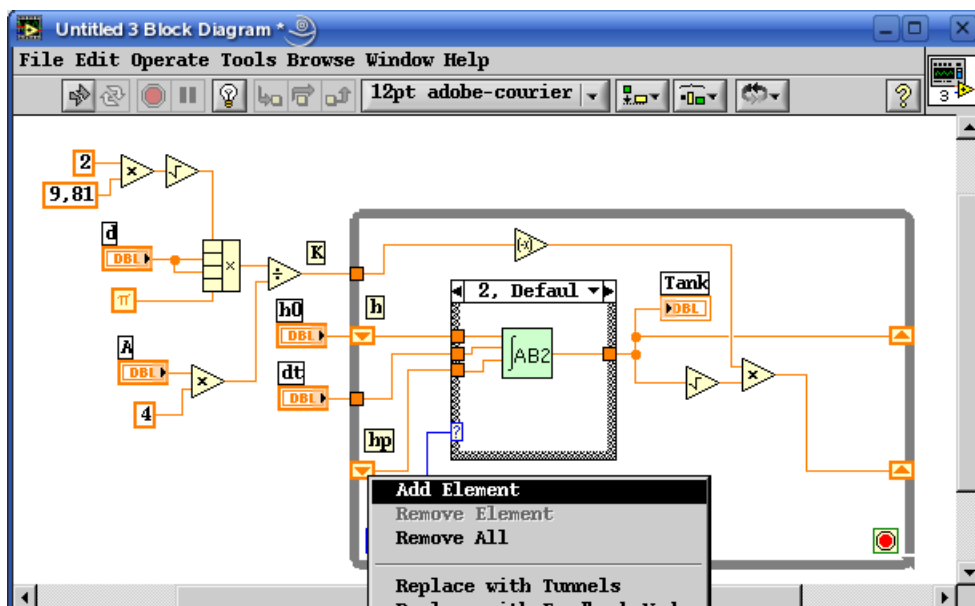 Untitled 3 Block Diagram *
File Edit Operate Tools Browse Window Help
12pt adobe-courier
?
3
2
9,81
d
DBL
π
A
DBL
4
×
√
×
÷
×
K
h0
DBL
dt
DBL
h
hp
(-x)
2, Defaul
∫AB2
?
Tank
DBL
√
×
Add Element
Remove Element
Remove All
Replace with Tunnels